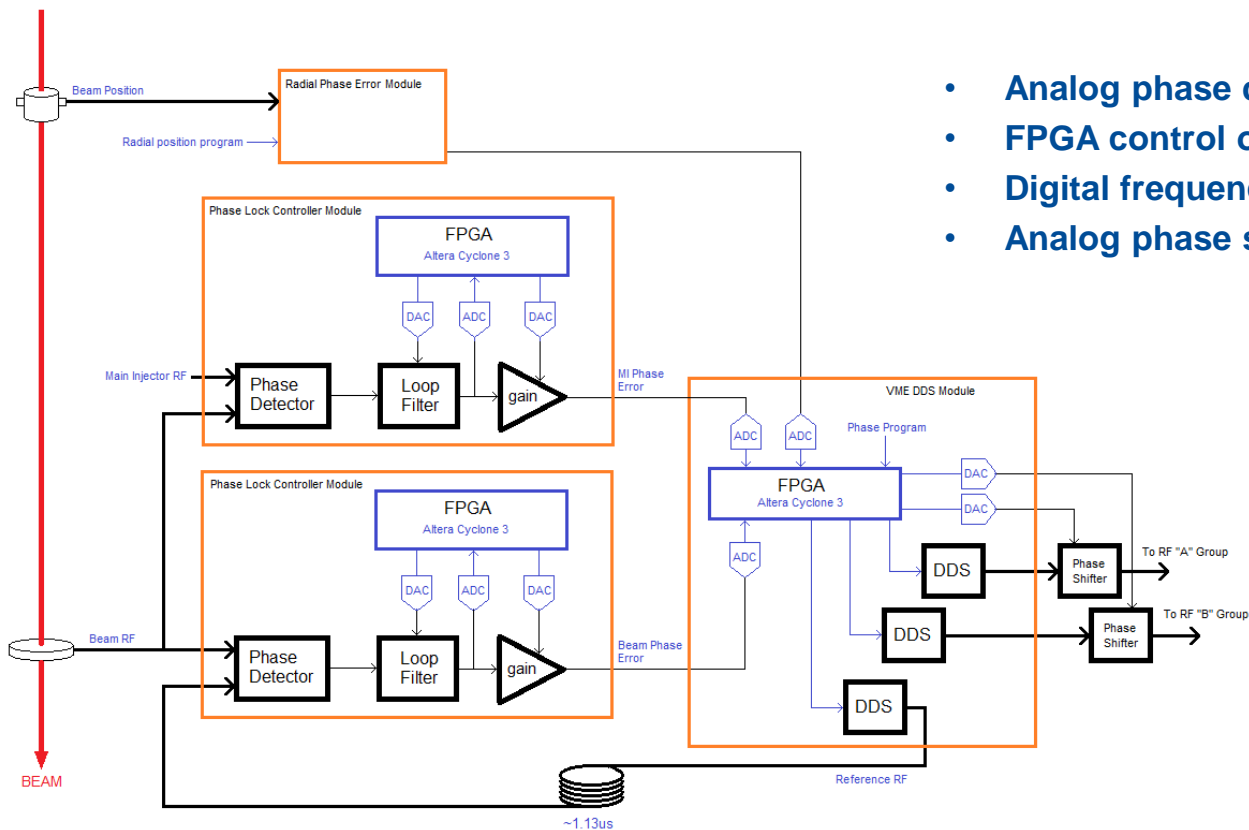 Radial Phase Error Module
Beam Position
Radial position program
• Analog phase
• FPGA control
• Digital
• Analog phase
Phase Lock Controller Module
FPGA
Altera Cyclone 3
DAC
ADC
DAC
Main Injector RF
Phase
Detector
Loop
Filter
gain
MI Phase
Error
Phase Lock Controller Module
FPGA
Altera Cyclone 3
DAC
ADC
DAC
Beam RF
Phase
Detector
Loop
Filter
gain
Beam Phase
Error
VME DDS Module
ADC
ADC
Phase Program
FPGA
Altera Cyclone 3
DAC
DAC
ADC
DDS
Phase
Shifter
To RF "A" Group
DDS
Phase
Shifter
To RF "B" Group
DDS
Reference RF
BEAM
~1.13us